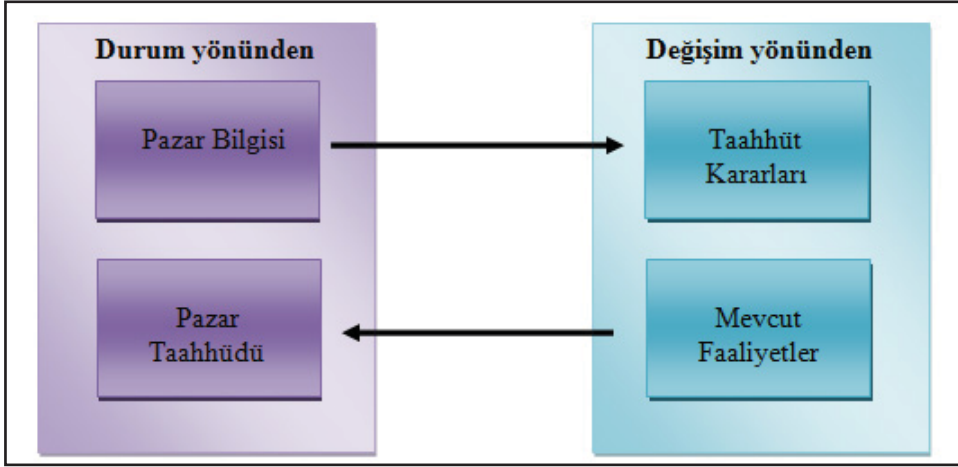 Durum yönünden
Pazar Bilgisi
Pazar
Taahhüdü
Değişim yönünden
Taahhüt
Kararları
Mevcut
Faaliyetler